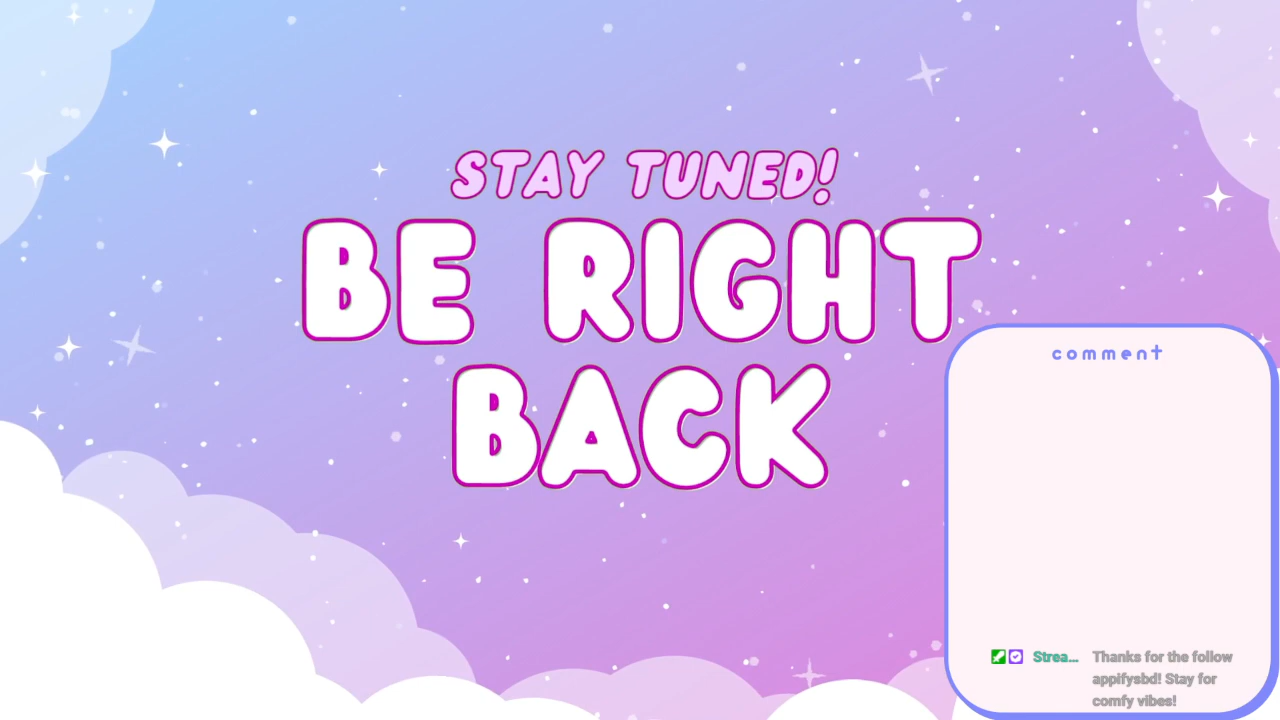 STAY TUNED!
BE RIGHT
BACK
comment
Strea... Thanks for the follow
appifysbd! Stay for
comfy vibes!